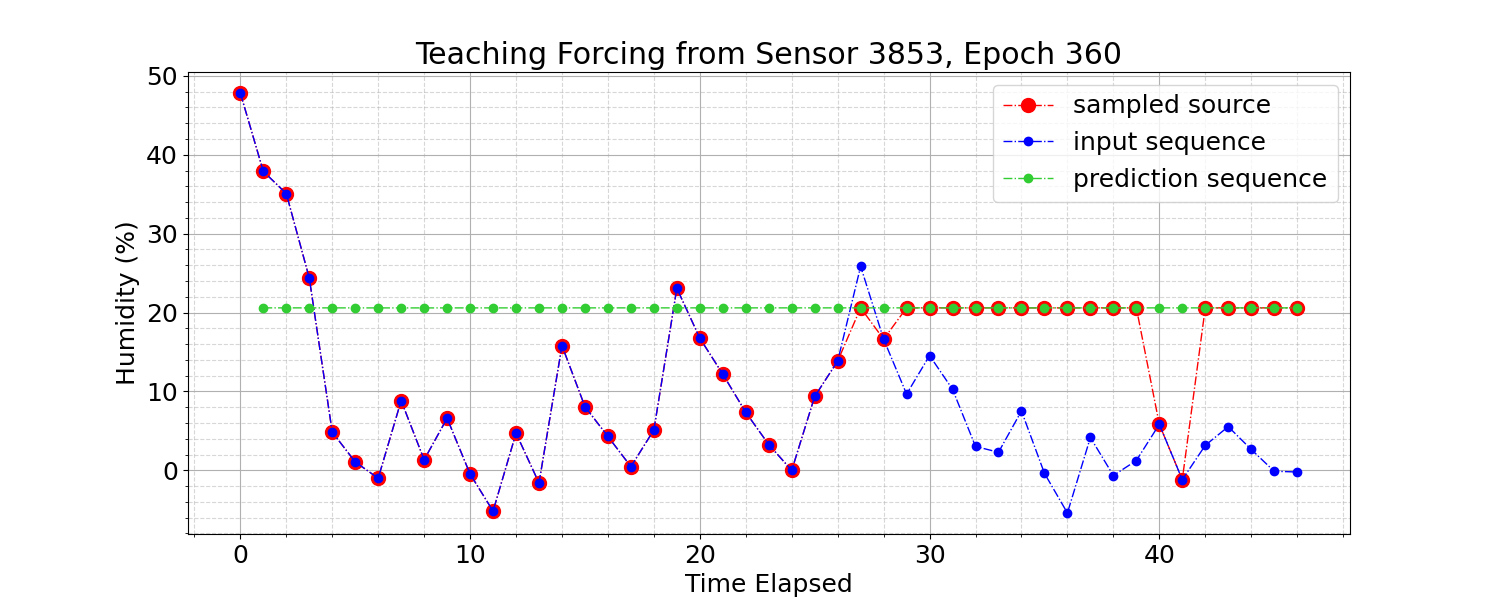 Teaching Forcing from Sensor 3853, Epoch 360
50
40
30
20
10
0
Humidity (%)
sampled source
input sequence
prediction sequence
0 10 20 30 40
Time Elapsed